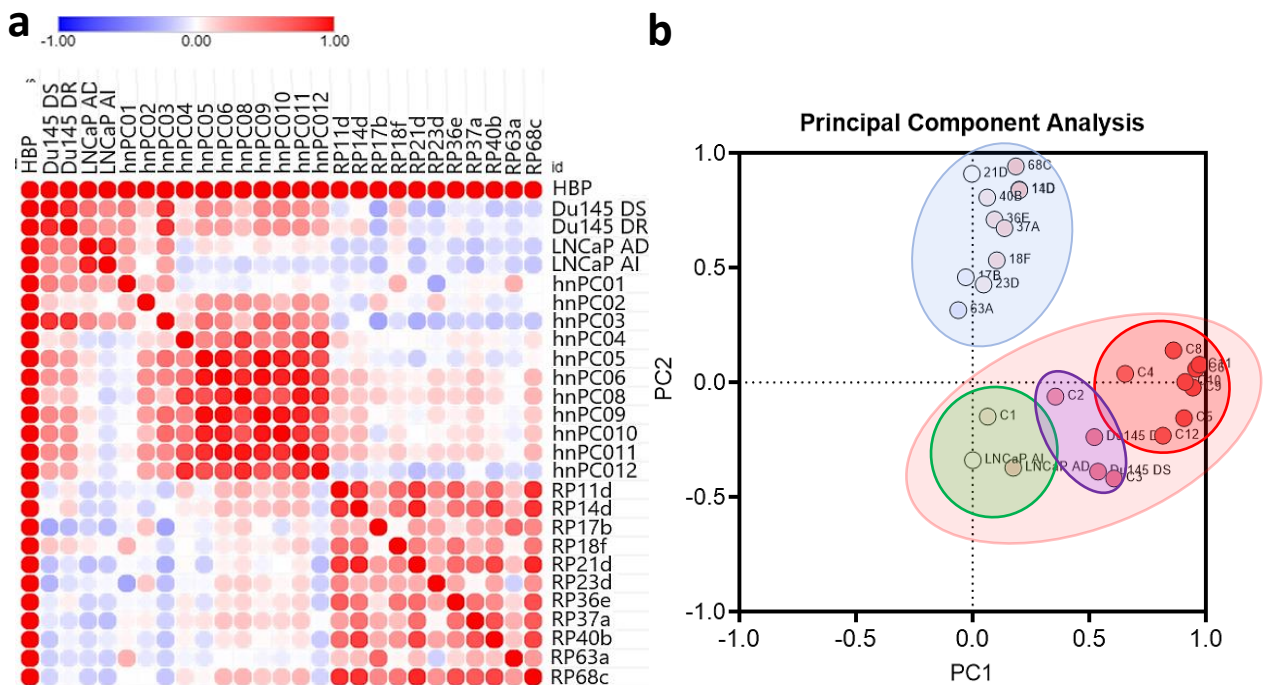 a
-1.00 0.00 1.00
HBP Du145 DS Du145 DR LNCaP AD LNCaP AI hnPC01 hnPC02 hnPC03 hnPC04 hnPC05 hnPC06 hnPC08 hnPC09 hnPC010 hnPC011 hnPC012 RP11d RP14d RP17b RP18f RP21d RP23d RP36e RP37a RP40b RP63a RP68c
id
HBP
Du145 DS
Du145 DR
LNCaP AD
LNCaP AI
hnPC01
hnPC02
hnPC03
hnPC04
hnPC05
hnPC06
hnPC08
hnPC09
hnPC010
hnPC011
hnPC012
RP11d
RP14d
RP17b
RP18f
RP21d
RP23d
RP36e
RP37a
RP40b
RP63a
RP68c
b
Principal Component Analysis
1.0
0.5
0.0
-0.5
-1.0
PC2
68C
21D
14D
40B
36E
37A
18F
17B
23D
63A
C8
C11
C4
C2
C1
C5
C12
LNCaP AI
LNCaP AD
Du145 DS
C3
-1.0 -0.5 0.0 0.5 1.0
PC1